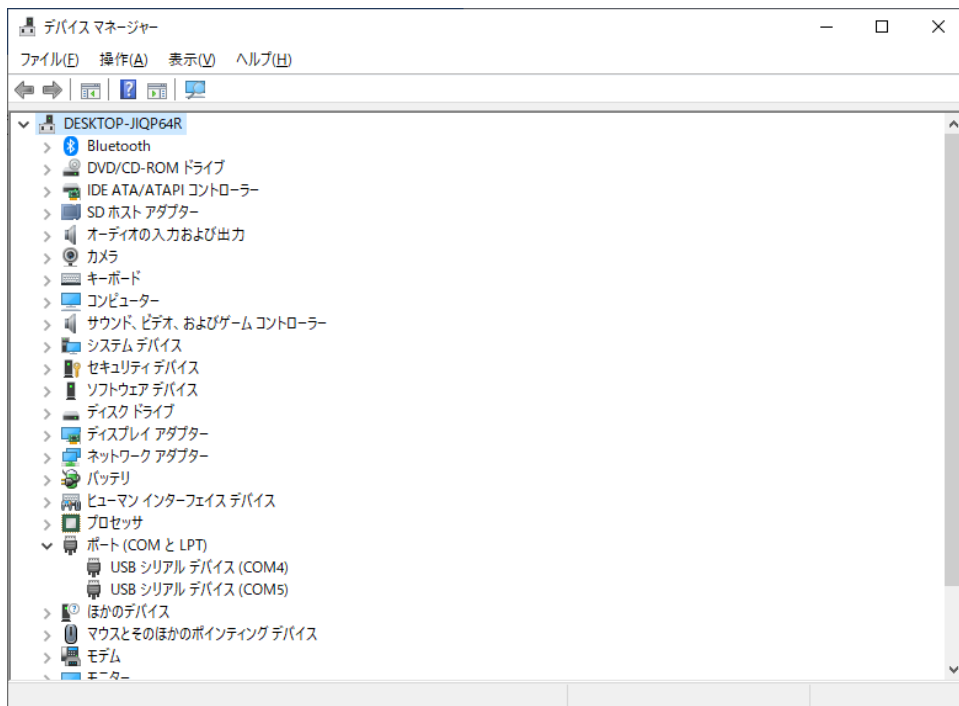 デバイス マネージャー
ファイル(F) 操作(A) 表示(V) ヘルプ(H)
DESKTOP-JIQP64R
Bluetooth
DVD/CD-ROM ドライブ
IDE ATA/ATAPI コントローラー
SD ホスト アダプター
オーディオの入力および出力
カメラ
キーボード
コンピューター
サウンド、ビデオ、およびゲーム コントローラー
システム デバイス
セキュリティ デバイス
ソフトウェア デバイス
ディスク ドライブ
ディスプレイ アダプター
ネットワーク アダプター
バッテリ
ヒューマン インターフェイス デバイス
プロセッサ
ポート (COM と LPT)
USB シリアル デバイス (COM4)
USB シリアル デバイス (COM5)
ほかのデバイス
マウスとそのほかのポインティング デバイス
モデム
モニター